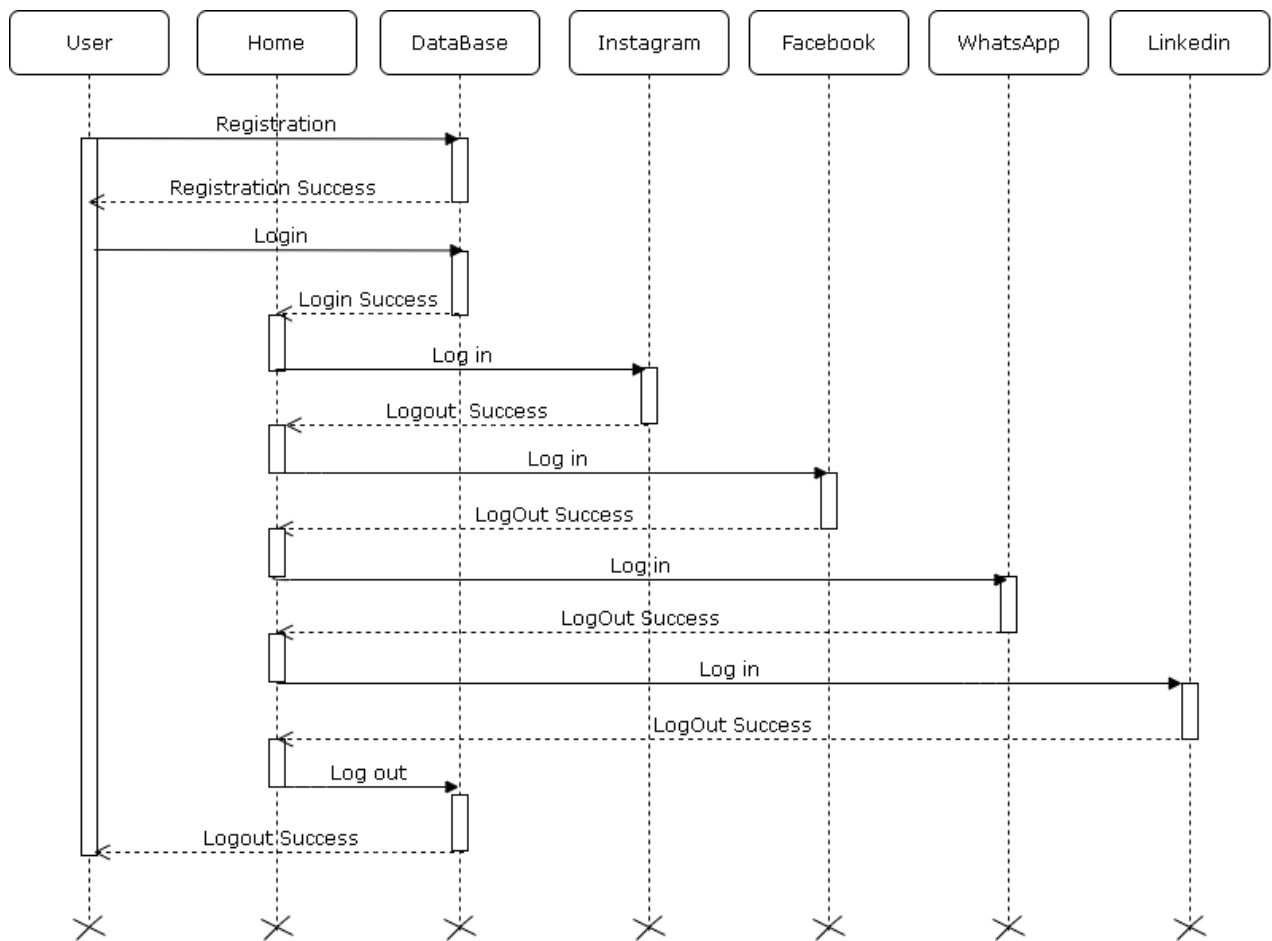 User
Home
DataBase
Instagram
Facebook
WhatsApp
Linkedin
Registration
Registration Success
Login
Login Success
Log in
Logout  Success
Log in
LogOut Success
Log in
LogOut Success
Log in
LogOut Success
Log out
Logout Success